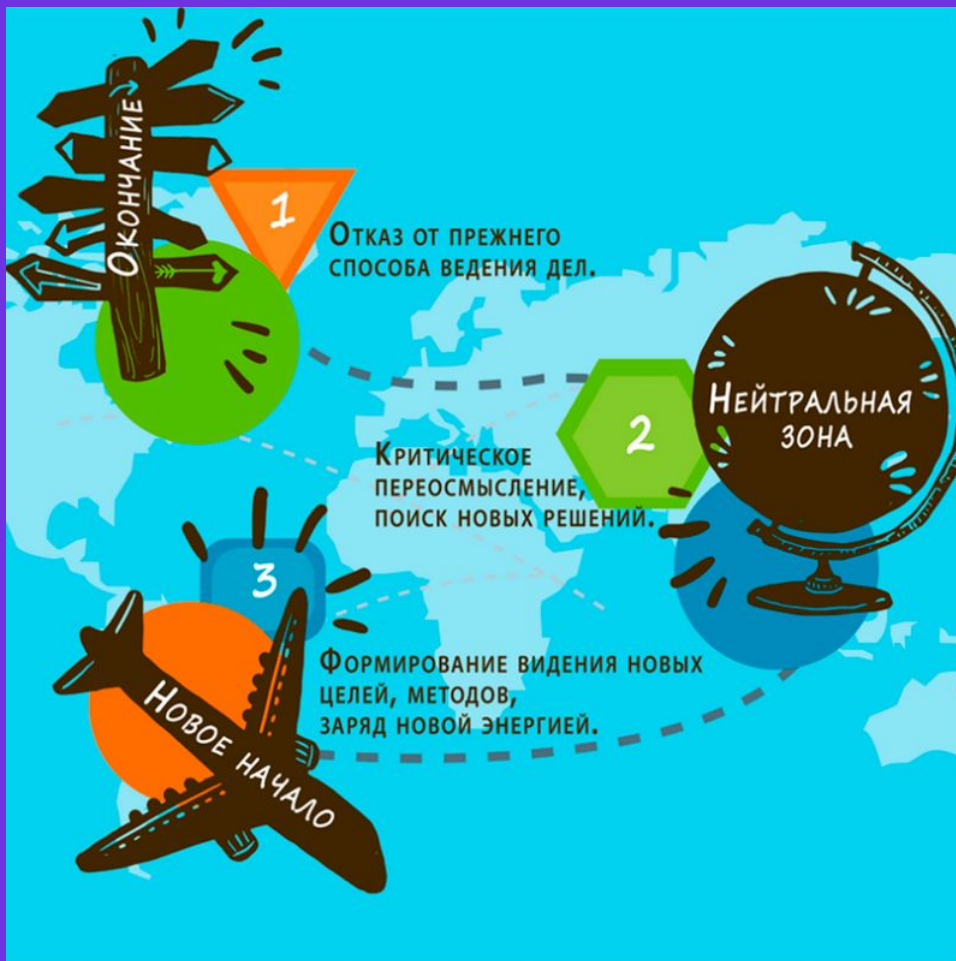 Окончание
1
Отказ от прежнего
способа ведения дел.
2
Нейтральная
зона
Критическое
переосмысление,
поиск новых решений.
3
Новое начало
Формирование видения новых
целей, методов,
заряд новой энергией.